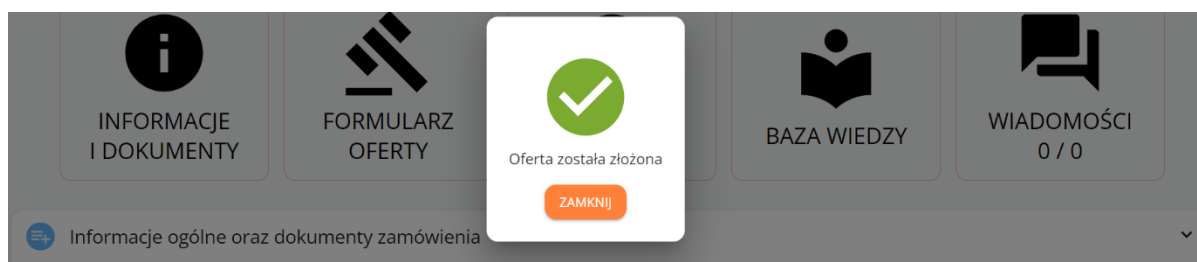 INFORMACJE
I DOKUMENTY
FORMULARZ
OFERTY
Oferta została złożona
ZAMKNIJ
BAZA WIEDZY
WIADOMOŚCI
0 / 0
Informacje ogólne oraz dokumenty zamówienia